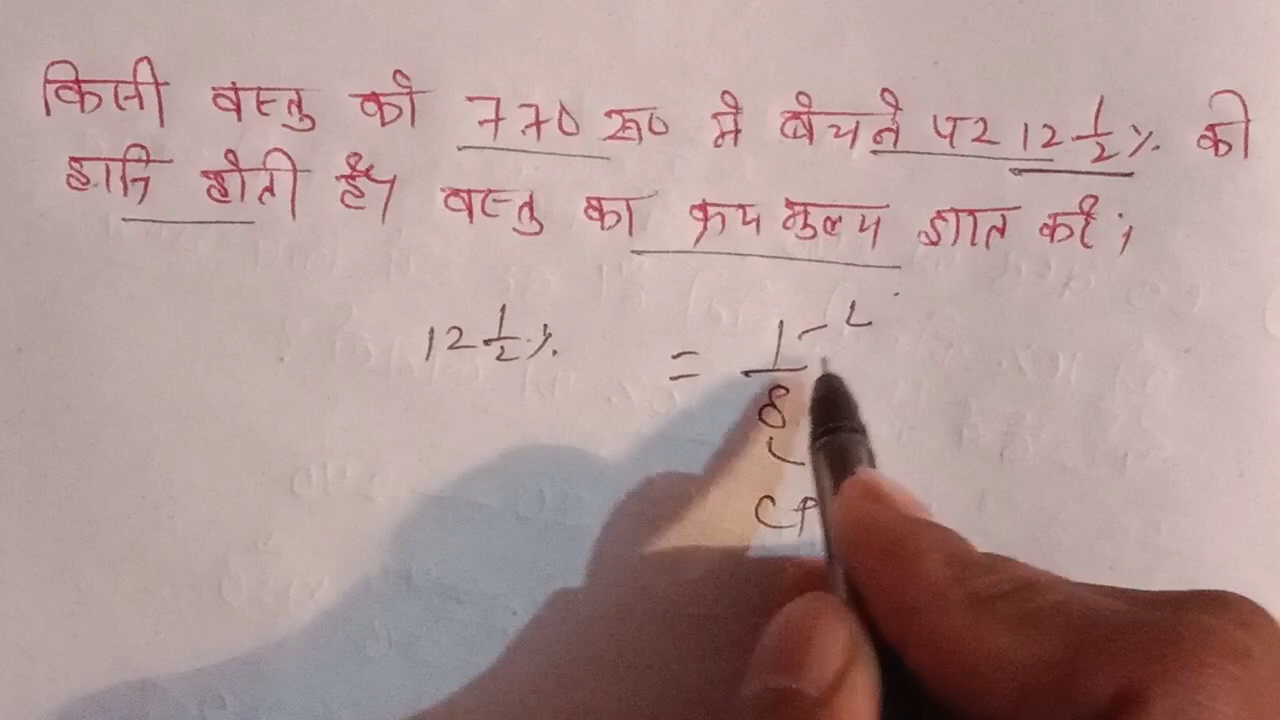 किसी वस्तु को 770 रू० मे बेचने पर 12 1/2 % की
हानि होती है। वस्तु का क्रय मुल्य ज्ञात करें;
12 1/2 % = 1/8 - L
CP